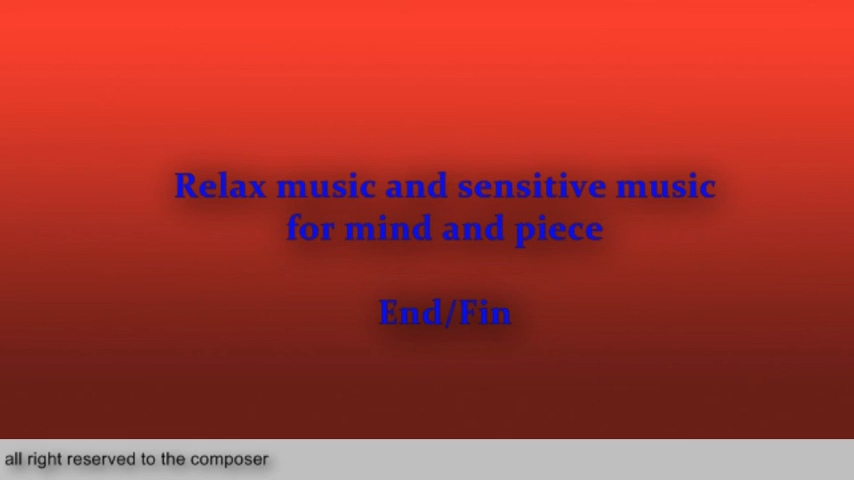 Relax music and sensitive music
for mind and piece
End/Fin
all right reserved to the composer